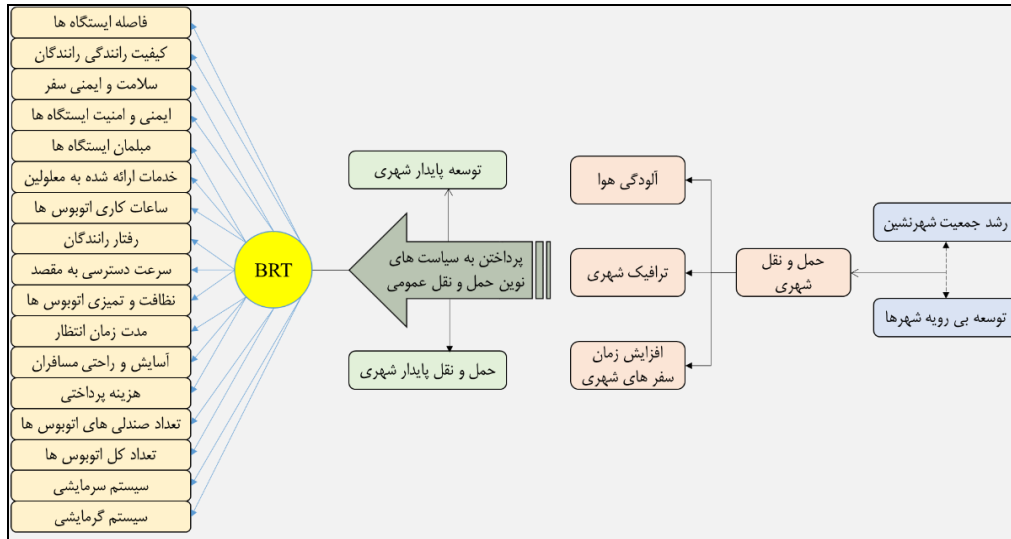 رشد جمعیت شهرنشین
توسعه بی رویه شهرها
حمل و نقل
شهری
آلودگی هوا
ترافیک شهری
افزایش زمان
سفر های شهری
توسعه پایدار شهری
پرداختن به سیاست های
نوین حمل و نقل عمومی
حمل و نقل پایدار شهری
BRT
فاصله ایستگاه ها
کیفیت رانندگی رانندگان
سلامت و ایمنی سفر
ایمنی و امنیت ایستگاه ها
مبلمان ایستگاه ها
خدمات ارائه شده به معلولین
ساعات کاری اتوبوس ها
رفتار رانندگان
سرعت دسترسی به مقصد
نظافت و تمیزی اتوبوس ها
مدت زمان انتظار
آسایش و راحتی مسافران
هزینه پرداختی
تعداد صندلی های اتوبوس ها
تعداد کل اتوبوس ها
سیستم سرمایشی
سیستم گرمایشی